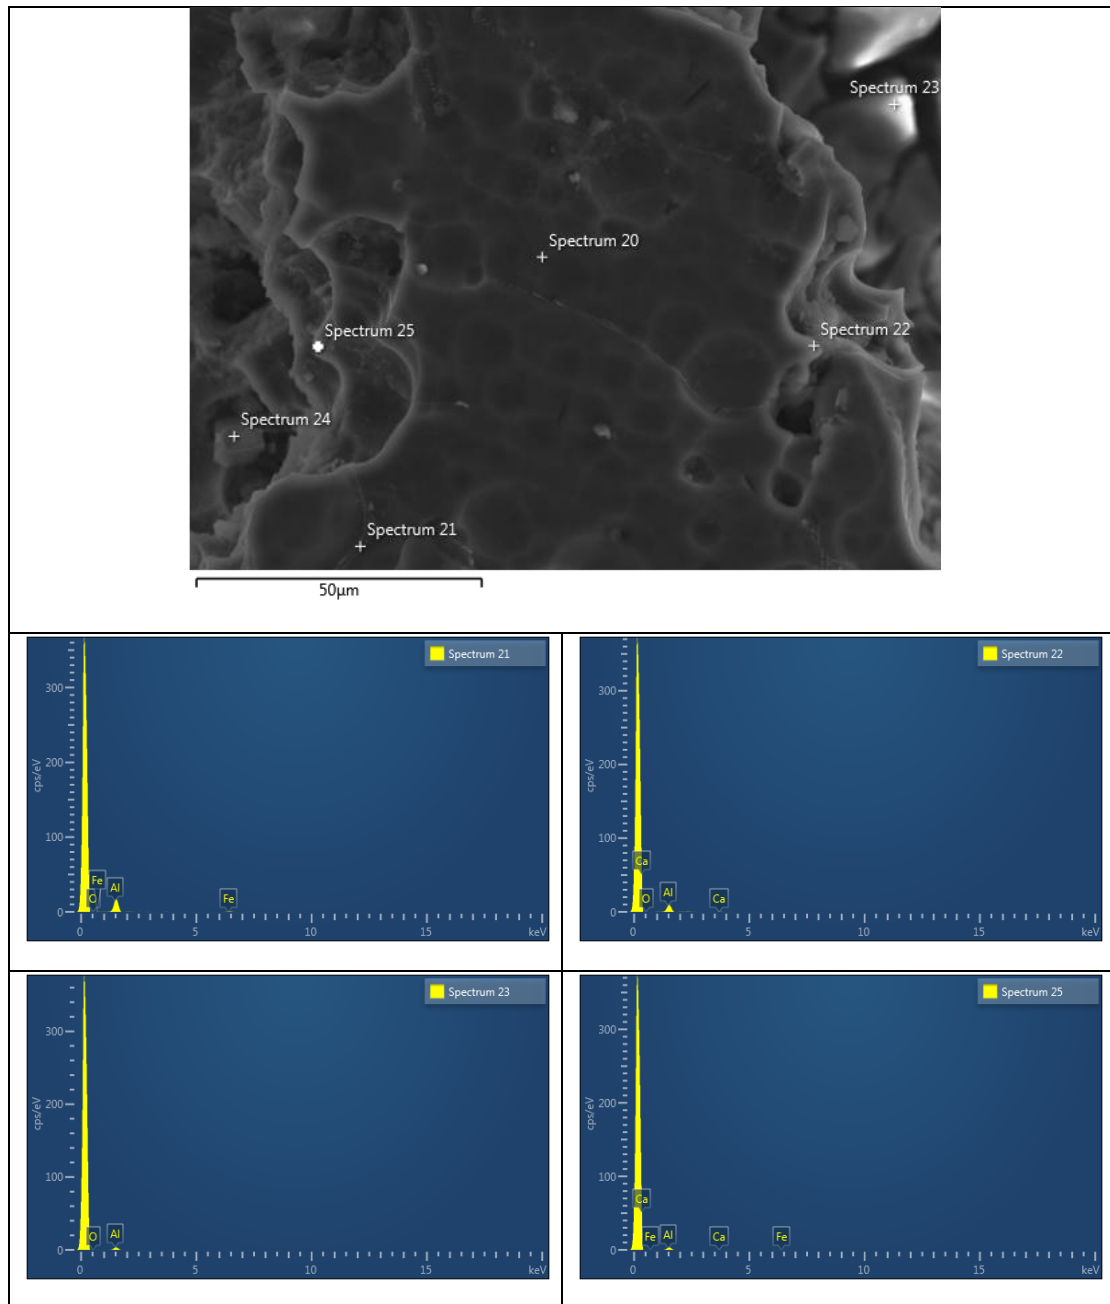 Spectrum 23
Spectrum 20
Spectrum 25
Spectrum 22
Spectrum 24
Spectrum 21
50µm
Spectrum 21
300
200
100
0
cps/eV
Fe
O
Al
Fe
0 5 10 15 keV
Spectrum 22
300
200
100
0
cps/eV
Ca
O
Al
Ca
0 5 10 15 keV
Spectrum 23
300
200
100
0
cps/eV
O
Al
0 5 10 15 keV
Spectrum 25
300
200
100
0
cps/eV
Ca
Fe
Al
Ca
Fe
0 5 10 15 keV